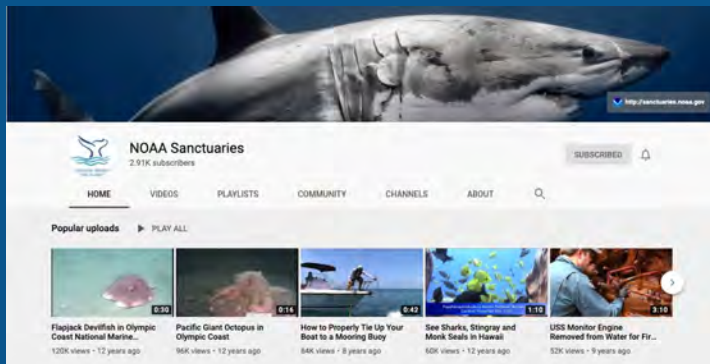 http://sanctuaries.noaa.gov
NOAA Sanctuaries
2.91K subscribers
SUBSCRIBED
HOME VIDEOS PLAYLISTS COMMUNITY CHANNELS ABOUT
Popular uploads PLAY ALL
0:30 0:16 0:42 1:10 3:10
Flapjack Devilfish in Olympic Pacific Giant Octopus in How to Properly Tie Up Your See Sharks, Stingray and USS Monitor Engine
Coast National Marine... Olympic Coast Boat to a Mooring Buoy Monk Seals in Hawaii Removed from Water for Fir...
120K views • 12 years ago 96K views • 12 years ago 84K views • 8 years ago 60K views • 12 years ago 52K views • 9 years ago